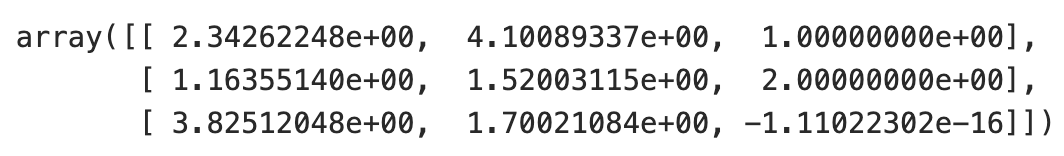 array([[ 2.34262248e+00,  4.10089337e+00,  1.00000000e+00],
       [ 1.16355140e+00,  1.52003115e+00,  2.00000000e+00],
       [ 3.82512048e+00,  1.70021084e+00, -1.11022302e-16]])